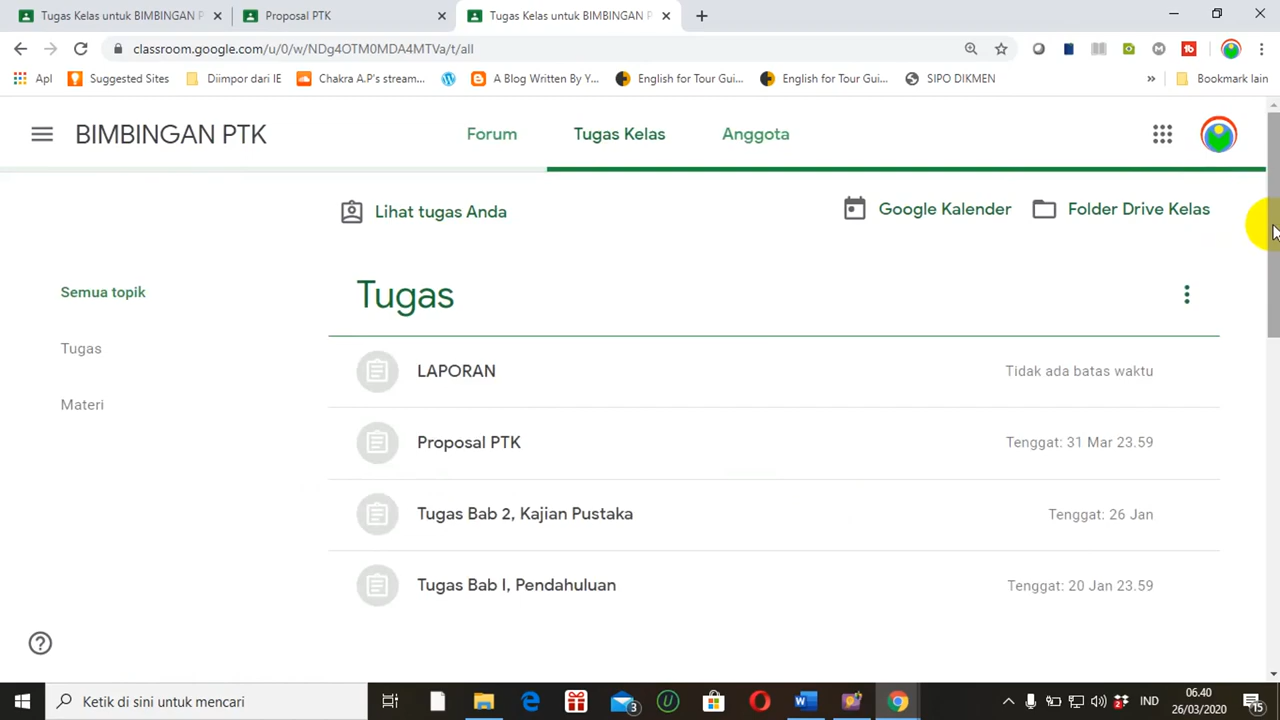 Tugas Kelas untuk BIMBINGAN P
Proposal PTK
Tugas Kelas untuk BIMBINGAN P
classroom.google.com/u/0/w/NDg4OTM0MDA4MTVa/t/all
Apl
Suggested Sites
Diimpor dari IE
Chakra A.P's stream...
A Blog Written By Y...
English for Tour Gui...
English for Tour Gui...
SIPO DIKMEN
»
Bookmark lain
BIMBINGAN PTK
Forum
Tugas Kelas
Anggota
Lihat tugas Anda
Google Kalender
Folder Drive Kelas
Semua topik
Tugas
Materi
Tugas
LAPORAN
Tidak ada batas waktu
Proposal PTK
Tenggat: 31 Mar 23.59
Tugas Bab 2, Kajian Pustaka
Tenggat: 26 Jan
Tugas Bab I, Pendahuluan
Tenggat: 20 Jan 23.59
Ketik di sini untuk mencari
3
2
IND
06.40
26/03/2020
15